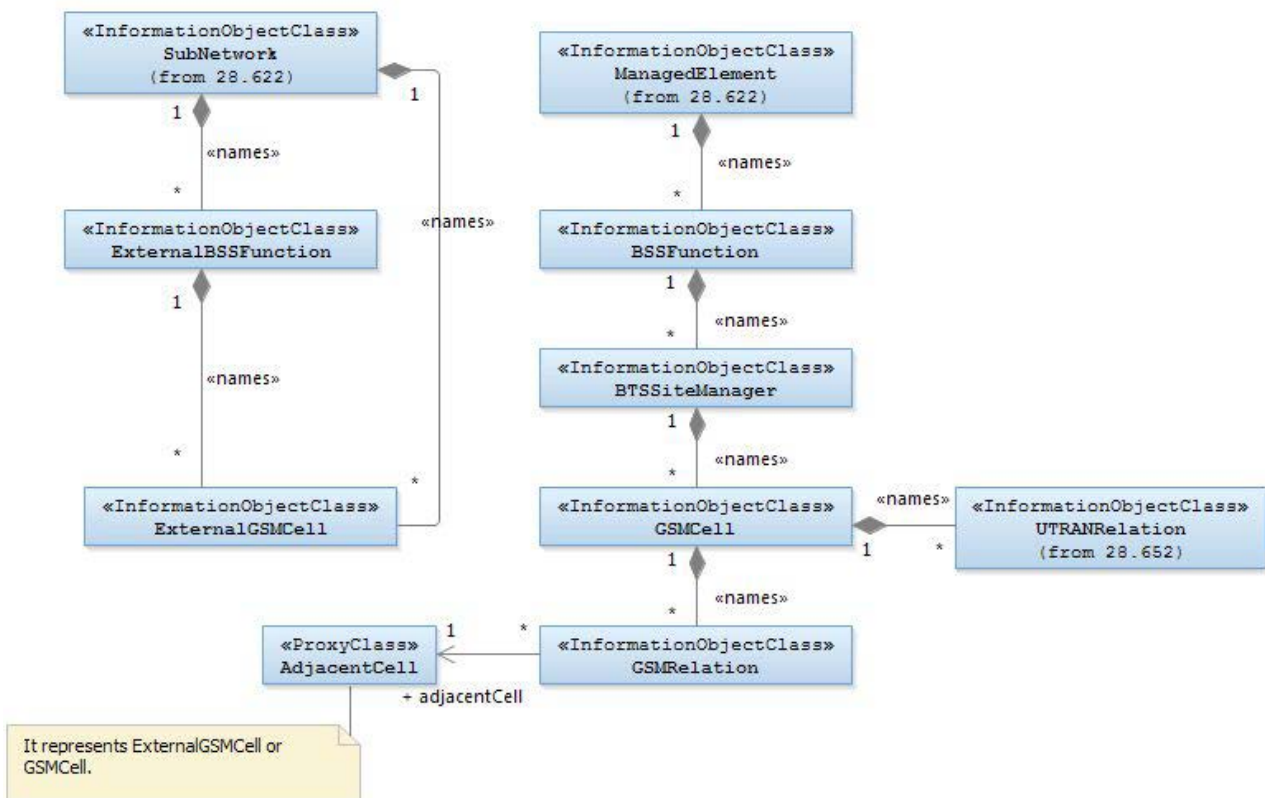 «InformationObjectClass»
SubNetwork
(from 28.622)
1
1
«names»
*
«names»
«InformationObjectClass»
ExternalBSSFunction
1
«names»
*
*
«InformationObjectClass»
ExternalGSMCell
«InformationObjectClass»
ManagedElement
(from 28.622)
1
«names»
*
«InformationObjectClass»
BSSFunction
1
«names»
*
«InformationObjectClass»
BTSSiteManager
1
«names»
*
«InformationObjectClass»
GSMCell
1
«names»
*
«InformationObjectClass»
UTRANRelation
(from 28.652)
1
«names»
*
«InformationObjectClass»
GSMRelation
*
1
+ adjacentCell
«ProxyClass»
AdjacentCell
It represents ExternalGSMCell or
GSMCell.